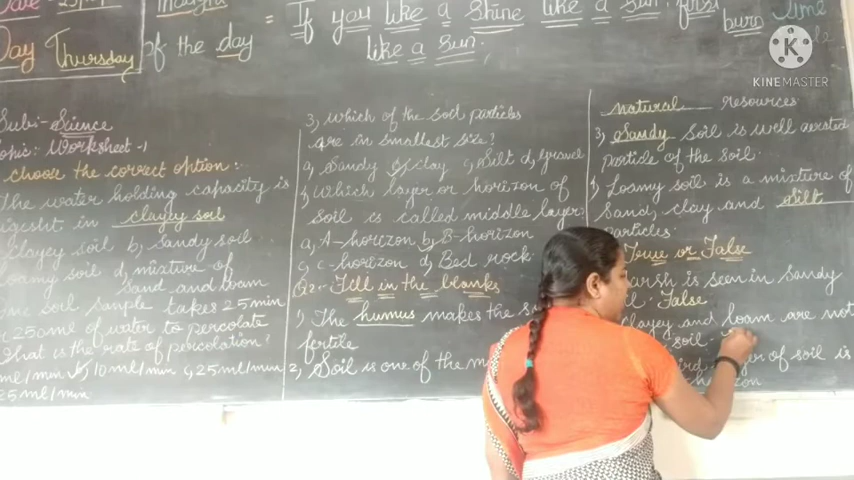 Day Thursday of the day = If you like a Shine like a sun. first burn
like a Sun.
KINEMASTER
Sub:- Science
Topic: Worksheet-1
choose the correct option:-
The water holding capacity is
in clayey soil
clayey soil b, Sandy soil
loamy soil d, mixture of
Sand and loam
One soil sample takes 25 min
250ml of water to percolate
What is the rate of percolation?
ml/min b, 10 ml/min c, 25 ml/min
25 ml/min
3, which of the soil particles
are in smallest size?
a, Sandy b, clay c, Silt d, gravel
Which layer or horizon of
soil is called middle layer
a, A-horizon b, B-horizon
c, C-horizon d, Bed rock
Q2:- Fill in the blanks
1, The humus makes the
fertile
2, Soil is one of the
natural resources
3, Sandy soil is well aerated
particle of the soil.
Loamy soil is a mixture of
Sand, clay and Silt
particles.
True or False
is seen in Sandy
False
clayey and loam are not
soil.
of soil is